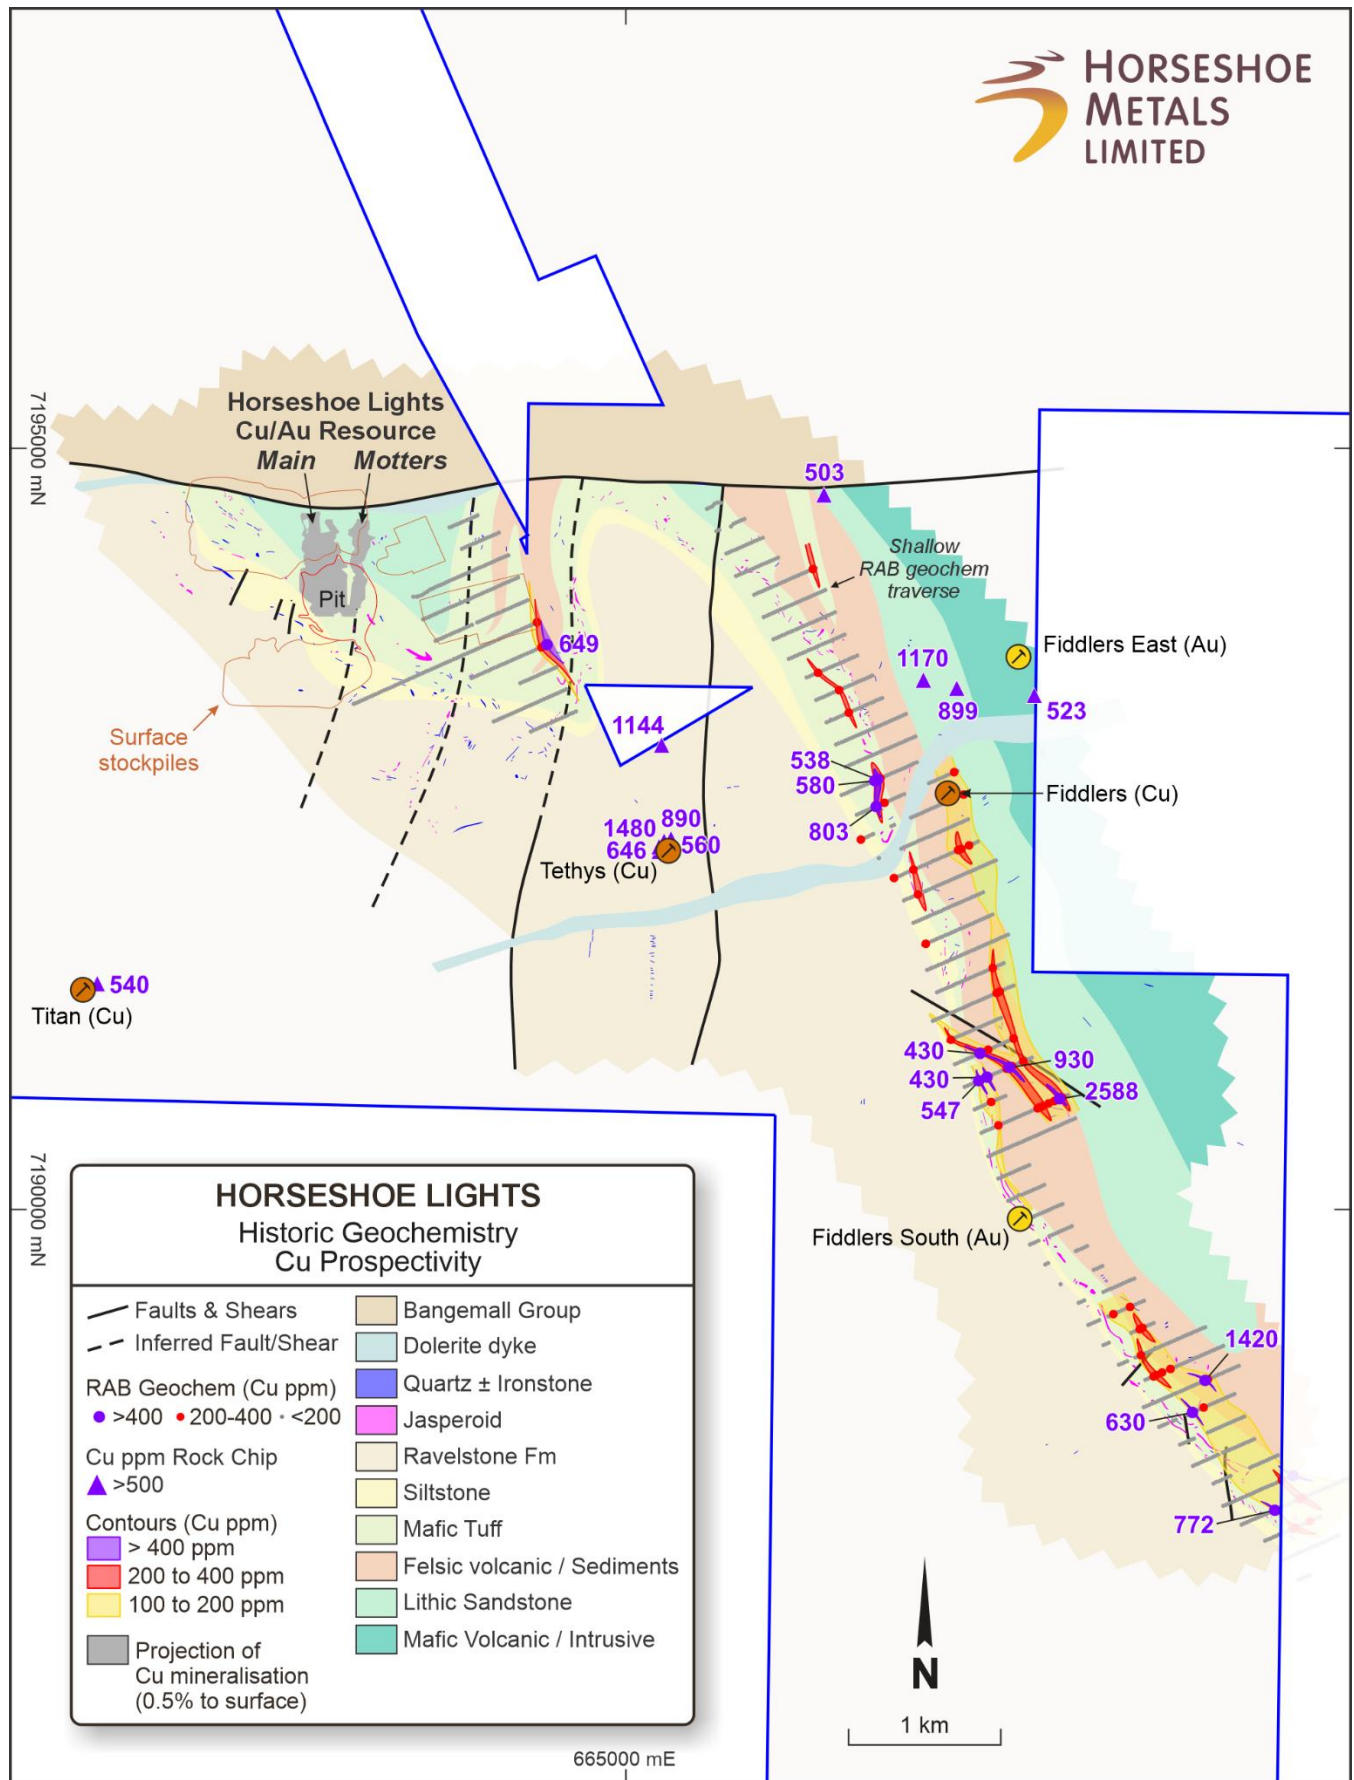 HORSESHOE
METALS
LIMITED
7195000 mN
Horseshoe Lights
Cu/Au Resource
Main Motters
503
Shallow
RAB geochem
traverse
Pit
649
Fiddlers East (Au)
1170
899
523
Surface
stockpiles
1144
538
580
803
Fiddlers (Cu)
1480 890
646 560
Tethys (Cu)
540
Titan (Cu)
430
930
430
547
2588
7190000 mN
Fiddlers South (Au)
1420
630
772
HORSESHOE LIGHTS
Historic Geochemistry
Cu Prospectivity
Faults & Shears
Inferred Fault/Shear
RAB Geochem (Cu ppm)
>400 200-400 <200
Cu ppm Rock Chip
>500
Contours (Cu ppm)
> 400 ppm
200 to 400 ppm
100 to 200 ppm
Projection of
Cu mineralisation
(0.5% to surface)
Bangemall Group
Dolerite dyke
Quartz ± Ironstone
Jasperoid
Ravelstone Fm
Siltstone
Mafic Tuff
Felsic volcanic / Sediments
Lithic Sandstone
Mafic Volcanic / Intrusive
N
1 km
665000 mE